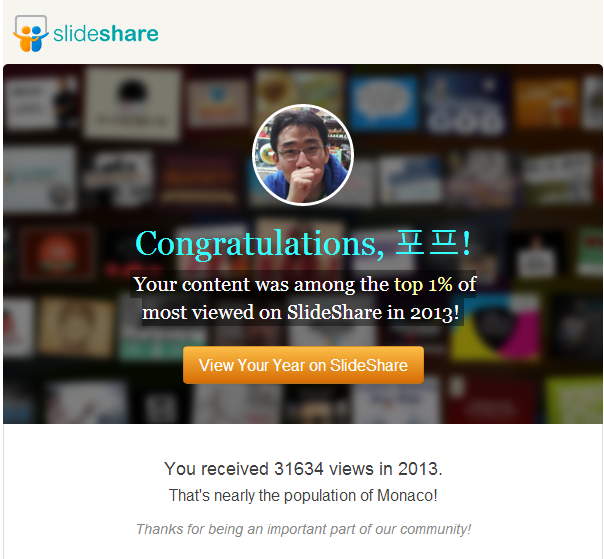 slideshare
Congratulations, 포프!
Your content was among the top 1% of
most viewed on SlideShare in 2013!
View Your Year on SlideShare
You received 31634 views in 2013.
That's nearly the population of Monaco!
Thanks for being an important part of our community!